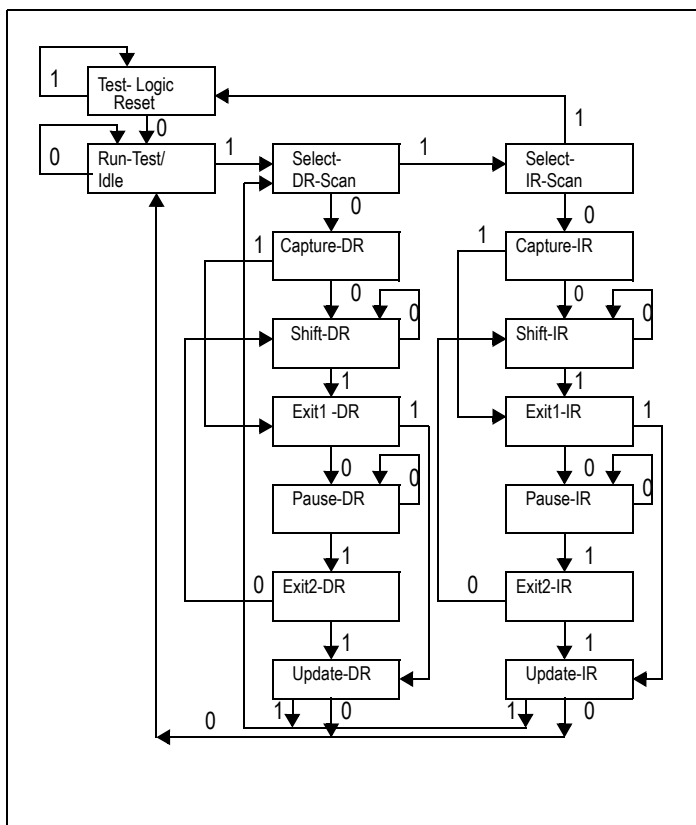 1
Test- Logic
Reset
1
0
0
Run-Test/
Idle
1
Select-
DR-Scan
1
Select-
IR-Scan
0
0
1
Capture-DR
1
Capture-IR
0
0
Shift-DR
0
Shift-IR
0
1
1
Exit1 -DR
1
Exit1-IR
1
0
0
Pause-DR
0
Pause-IR
0
1
1
0
Exit2-DR
0
Exit2-IR
1
1
Update-DR
Update-IR
0
1
0
1
0